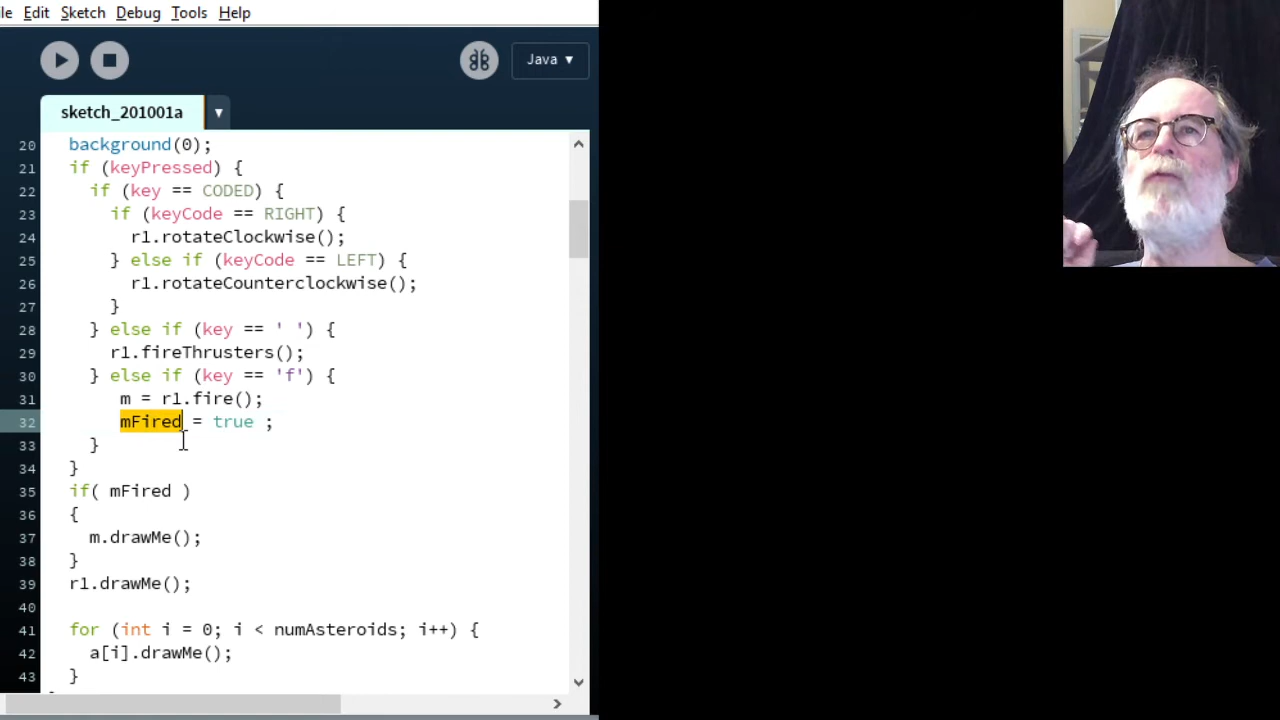 le Edit Sketch Debug Tools Help
Java ▼
sketch_201001a ▼
20 background(0);
21 if (keyPressed) {
22 if (key == CODED) {
23 if (keyCode == RIGHT) {
24 r1.rotateClockwise();
25 } else if (keyCode == LEFT) {
26 r1.rotateCounterclockwise();
27 }
28 } else if (key == ' ') {
29 r1.fireThrusters();
30 } else if (key == 'f') {
31 m = r1.fire();
32 mFired = true ;
33 }
34 }
35 if( mFired )
36 {
37 m.drawMe();
38 }
39 r1.drawMe();
40
41 for (int i = 0; i < numAsteroids; i++) {
42 a[i].drawMe();
43 }